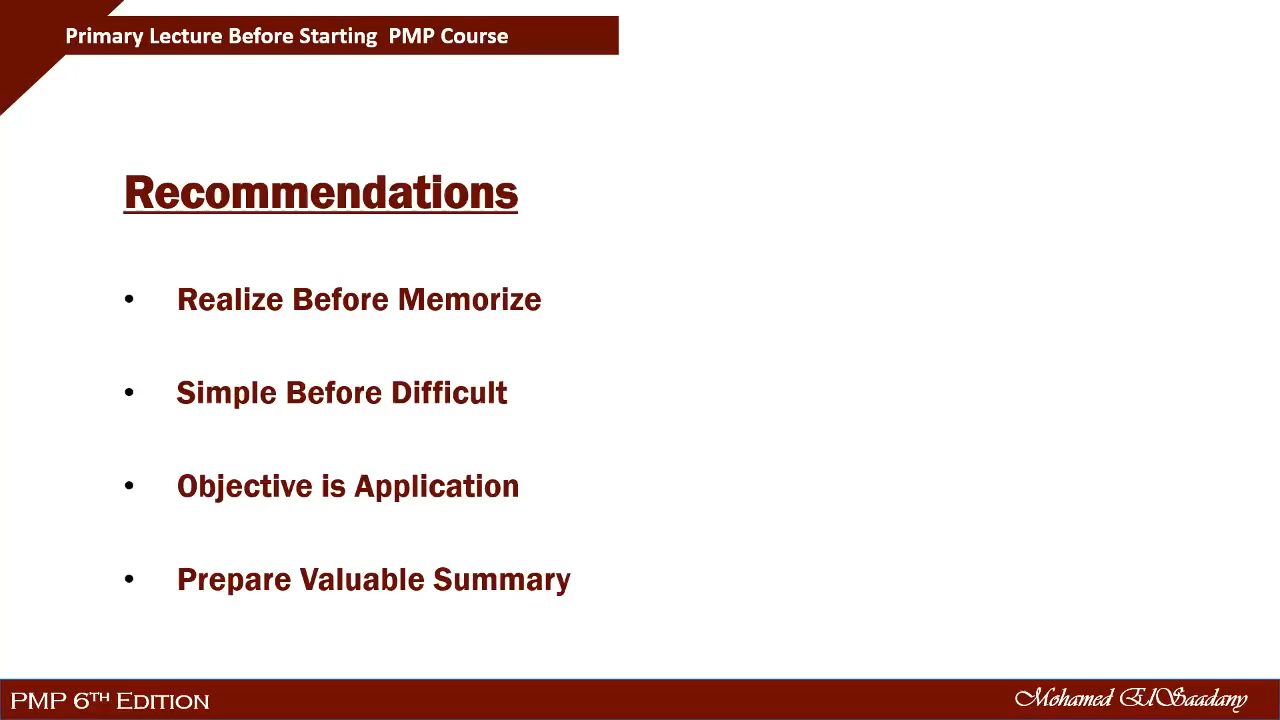 Primary Lecture Before Starting PMP Course
Recommendations
• Realize Before Memorize
• Simple Before Difficult
• Objective is Application
• Prepare Valuable Summary
PMP 6TH EDITION
Mohamed ElSaadany